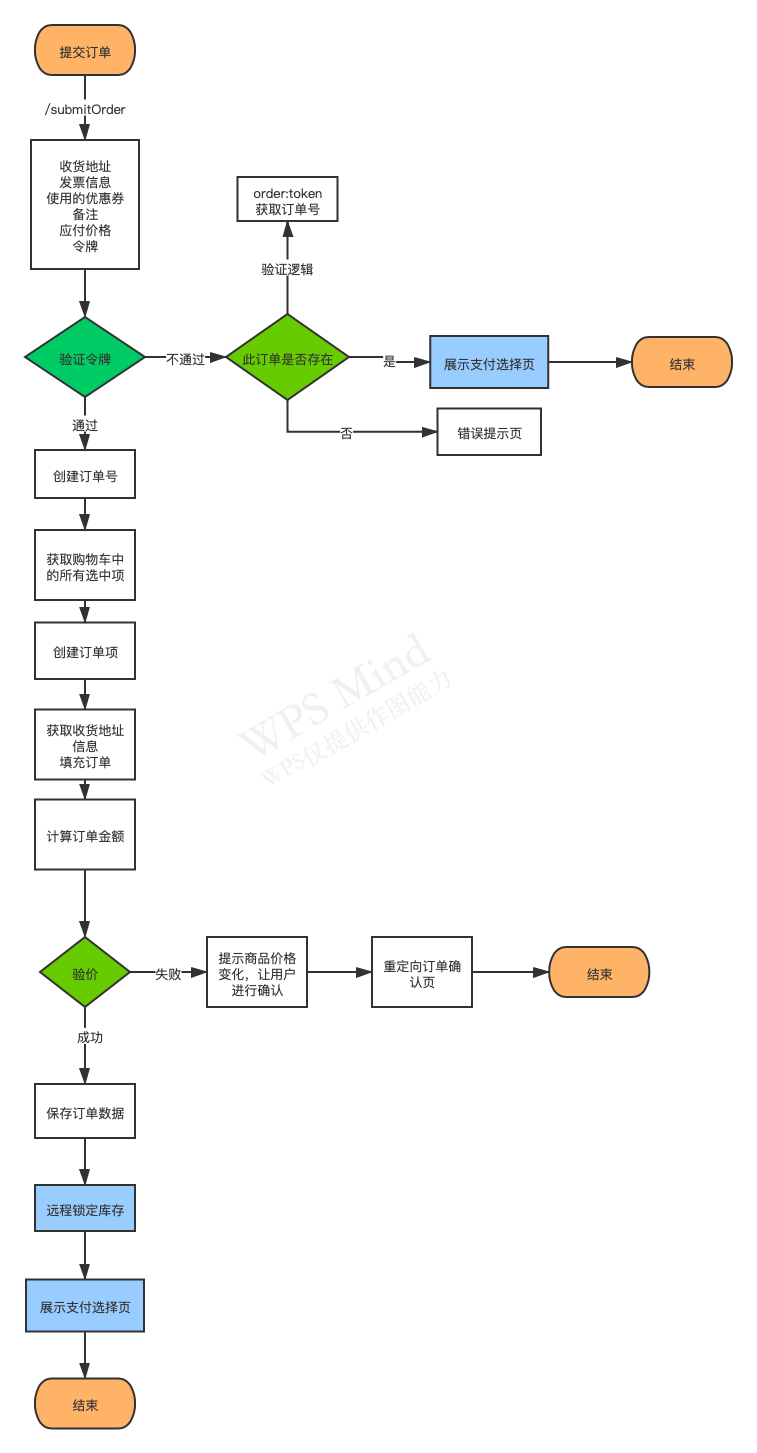 提交订单
/submitOrder
收货地址
发票信息
使用的优惠券
备注
应付价格
令牌
order:token
获取订单号
验证逻辑
验证令牌
不通过
此订单是否存在
是
展示支付选择页
结束
否
错误提示页
通过
创建订单号
获取购物车中
的所有选中项
创建订单项
WPS Mind
WPS仅提供作图能力
获取收货地址
信息
填充订单
计算订单金额
验价
失败
提示商品价格
变化，让用户
进行确认
重定向订单确
认页
结束
成功
保存订单数据
远程锁定库存
展示支付选择页
结束